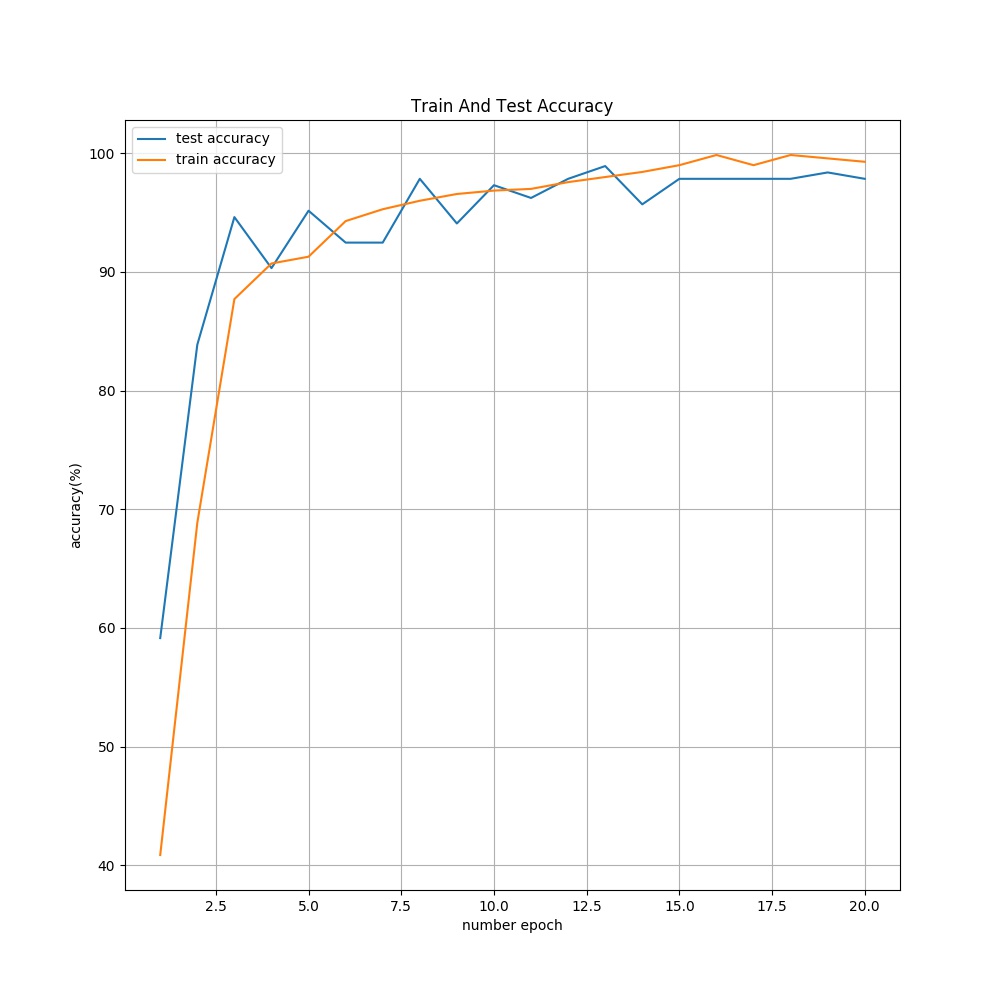 Train And Test Accuracy
test accuracy
train accuracy
100
90
80
70
60
50
40
accuracy(%)
2.5 5.0 7.5 10.0 12.5 15.0 17.5 20.0
number epoch